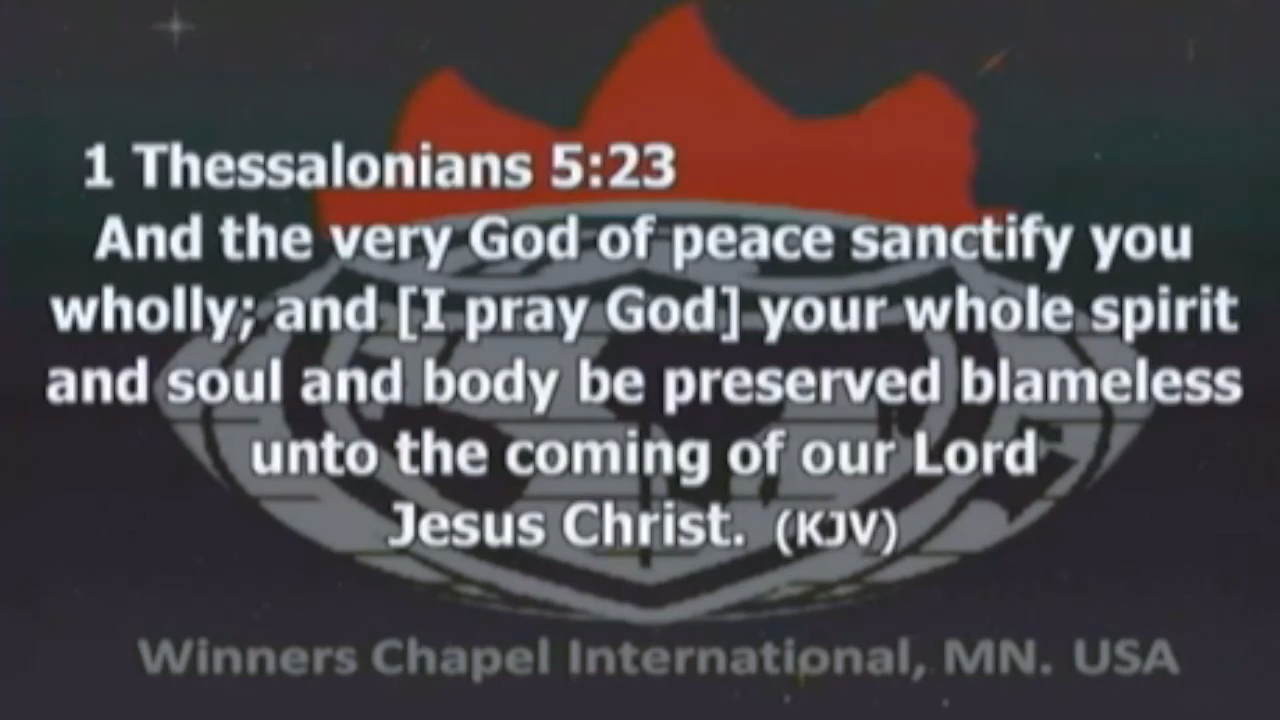 1 Thessalonians 5:23
And the very God of peace sanctify you
wholly; and [I pray God] your whole spirit
and soul and body be preserved blameless
unto the coming of our Lord
Jesus Christ. (KJV)
Winners Chapel International, MN. USA